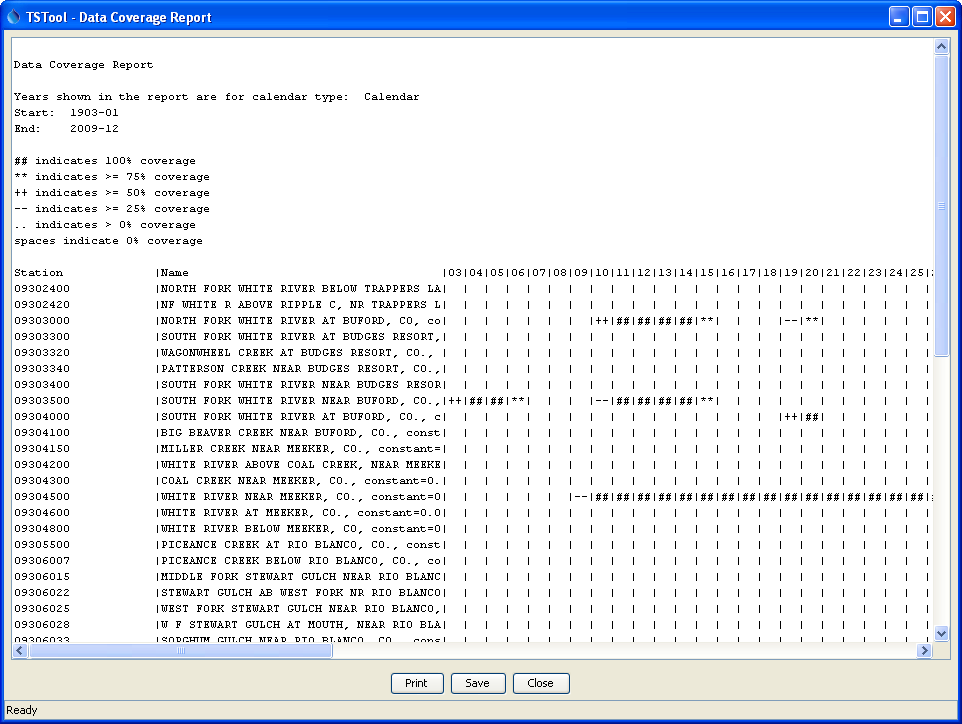 TSTool - Data Coverage Report
Data Coverage Report
Years shown in the report are for calendar type:  Calendar
Start:  1903-01
End:    2009-12
## indicates 100% coverage
** indicates >= 75% coverage
++ indicates >= 50% coverage
-- indicates >= 25% coverage
.. indicates > 0% coverage
spaces indicate 0% coverage
Station             |Name                                    |03|04|05|06|07|08|09|10|11|12|13|14|15|16|17|18|19|20|21|22|23|24|25|
09302400            |NORTH FORK WHITE RIVER BELOW TRAPPERS LA|  |  |  |  |  |  |  |  |  |  |  |  |  |  |  |  |  |  |  |  |  |  |  |
09302420            |NF WHITE R ABOVE RIPPLE C, NR TRAPPERS L|  |  |  |  |  |  |  |  |  |  |  |  |  |  |  |  |  |  |  |  |  |  |  |
09303000            |NORTH FORK WHITE RIVER AT BUFORD, CO, co|  |  |  |  |  |  |  |++|##|##|##|##|**|  |  |  |--|**|  |  |  |  |  |
09303300            |SOUTH FORK WHITE RIVER AT BUDGES RESORT,|  |  |  |  |  |  |  |  |  |  |  |  |  |  |  |  |  |  |  |  |  |  |  |
09303320            |WAGONWHEEL CREEK AT BUDGES RESORT, CO., |  |  |  |  |  |  |  |  |  |  |  |  |  |  |  |  |  |  |  |  |  |  |  |
09303340            |PATTERSON CREEK NEAR BUDGES RESORT, CO.,|  |  |  |  |  |  |  |  |  |  |  |  |  |  |  |  |  |  |  |  |  |  |  |
09303400            |SOUTH FORK WHITE RIVER NEAR BUDGES RESOR|  |  |  |  |  |  |  |  |  |  |  |  |  |  |  |  |  |  |  |  |  |  |  |
09303500            |SOUTH FORK WHITE RIVER NEAR BUFORD, CO.,|++|##|##|**|  |  |  |--|##|##|##|##|**|  |  |  |  |  |  |  |  |  |  |
09304000            |SOUTH FORK WHITE RIVER AT BUFORD, CO., c|  |  |  |  |  |  |  |  |  |  |  |  |  |  |  |  |++|##|  |  |  |  |  |
09304100            |BIG BEAVER CREEK NEAR BUFORD, CO., const|  |  |  |  |  |  |  |  |  |  |  |  |  |  |  |  |  |  |  |  |  |  |  |
09304150            |MILLER CREEK NEAR MEEKER, CO., constant=|  |  |  |  |  |  |  |  |  |  |  |  |  |  |  |  |  |  |  |  |  |  |  |
09304200            |WHITE RIVER ABOVE COAL CREEK, NEAR MEEKE|  |  |  |  |  |  |  |  |  |  |  |  |  |  |  |  |  |  |  |  |  |  |  |
09304300            |COAL CREEK NEAR MEEKER, CO., constant=0.|  |  |  |  |  |  |  |  |  |  |  |  |  |  |  |  |  |  |  |  |  |  |  |
09304500            |WHITE RIVER NEAR MEEKER, CO., constant=0|  |  |  |  |  |  |--|##|##|##|##|##|##|##|##|##|##|##|##|##|##|##|##|
09304600            |WHITE RIVER AT MEEKER, CO., constant=0.0|  |  |  |  |  |  |  |  |  |  |  |  |  |  |  |  |  |  |  |  |  |  |  |
09304800            |WHITE RIVER BELOW MEEKER, CO, constant=0|  |  |  |  |  |  |  |  |  |  |  |  |  |  |  |  |  |  |  |  |  |  |  |
09305500            |PICEANCE CREEK AT RIO BLANCO, CO., const|  |  |  |  |  |  |  |  |  |  |  |  |  |  |  |  |  |  |  |  |  |  |  |
09306007            |PICEANCE CREEK BELOW RIO BLANCO, CO., co|  |  |  |  |  |  |  |  |  |  |  |  |  |  |  |  |  |  |  |  |  |  |  |
09306015            |MIDDLE FORK STEWART GULCH NEAR RIO BLANC|  |  |  |  |  |  |  |  |  |  |  |  |  |  |  |  |  |  |  |  |  |  |  |
09306022            |STEWART GULCH AB WEST FORK NR RIO BLANCO|  |  |  |  |  |  |  |  |  |  |  |  |  |  |  |  |  |  |  |  |  |  |  |
09306025            |WEST FORK STEWART GULCH NEAR RIO BLANCO,|  |  |  |  |  |  |  |  |  |  |  |  |  |  |  |  |  |  |  |  |  |  |  |
09306028            |W F STEWART GULCH AT MOUTH, NEAR RIO BLA|  |  |  |  |  |  |  |  |  |  |  |  |  |  |  |  |  |  |  |  |  |  |  |
09306033            |SORGHUM GULCH NEAR RIO BLANCO, CO., cons|  |  |  |  |  |  |  |  |  |  |  |  |  |  |  |  |  |  |  |  |  |  |  |
Print Save Close
Ready